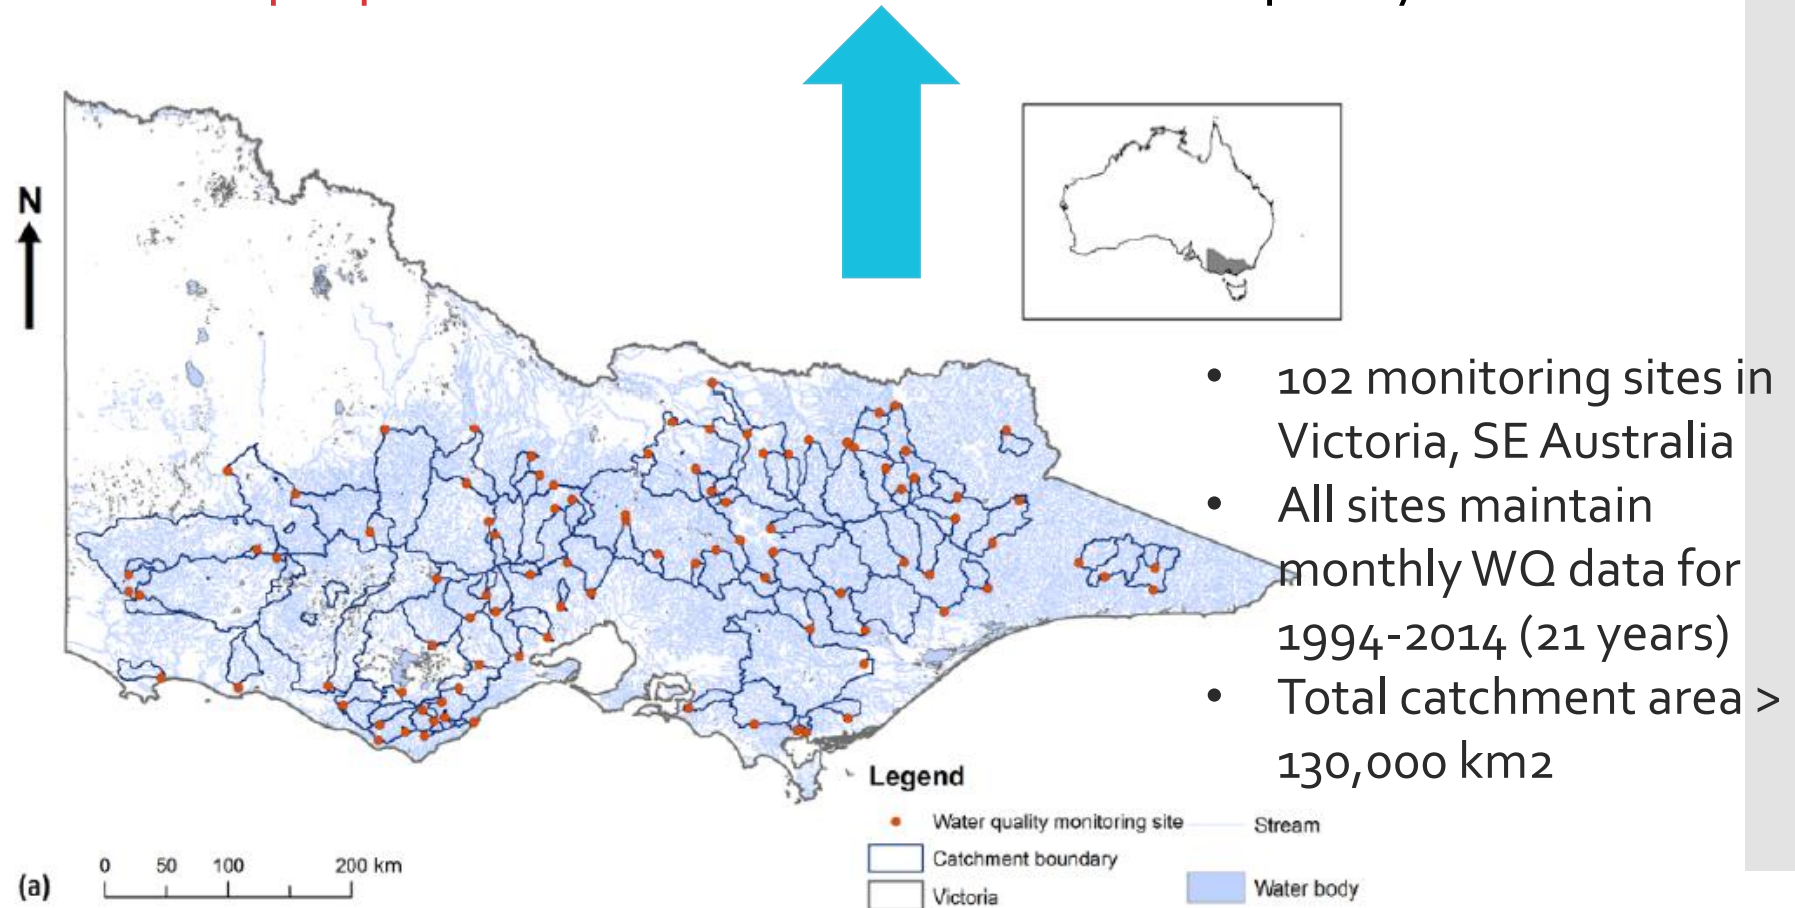 N
• 102 monitoring sites in
Victoria, SE Australia
• All sites maintain
monthly WQ data for
1994-2014 (21 years)
• Total catchment area >
130,000 km2
Legend
Water quality monitoring site
Stream
Catchment boundary
Victoria
Water body
0 50 100 200 km
(a)